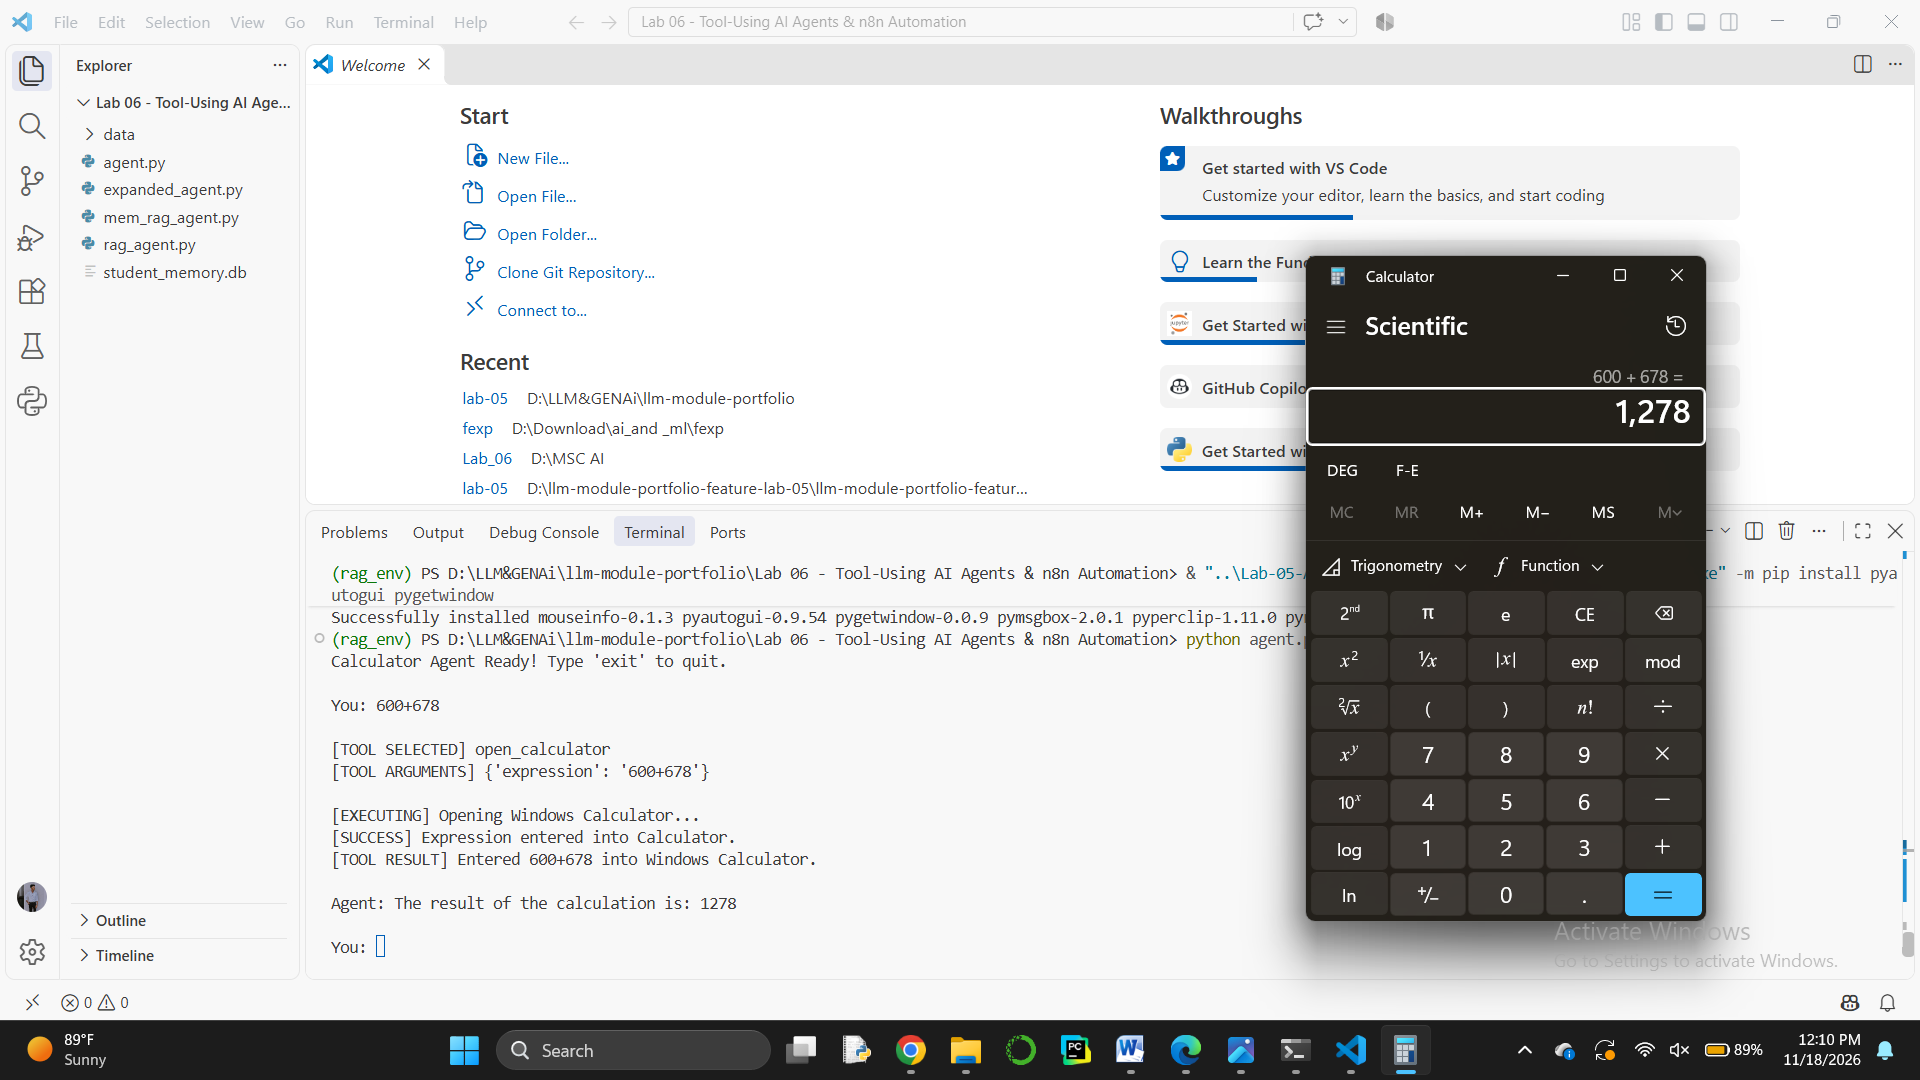 File Edit Selection View Go Run Terminal Help
Lab 06 - Tool-Using AI Agents & n8n Automation
Explorer
Lab 06 - Tool-Using AI Age...
data
agent.py
expanded_agent.py
mem_rag_agent.py
rag_agent.py
student_memory.db
Outline
Timeline
Welcome
Start
New File...
Open File...
Open Folder...
Clone Git Repository...
Connect to...
Recent
lab-05 D:\LLM&GENAi\llm-module-portfolio
fexp D:\Download\ai_and _ml\fexp
Lab_06 D:\MSC AI
lab-05 D:\llm-module-portfolio-feature-lab-05\llm-module-portfolio-featur...
Walkthroughs
Get started with VS Code
Customize your editor, learn the basics, and start coding
Learn the Fun
Get Started wi
GitHub Copilo
Get Started wi
Problems Output Debug Console Terminal Ports
(rag_env) PS D:\LLM&GENAi\llm-module-portfolio\Lab 06 - Tool-Using AI Agents & n8n Automation> & "..\Lab-05- " -m pip install pya
utogui pygetwindow
Successfully installed mouseinfo-0.1.3 pyautogui-0.9.54 pygetwindow-0.0.9 pymsgbox-2.0.1 pyperclip-1.11.0
(rag_env) PS D:\LLM&GENAi\llm-module-portfolio\Lab 06 - Tool-Using AI Agents & n8n Automation> python agent.
Calculator Agent Ready! Type 'exit' to quit.
You: 600+678
[TOOL SELECTED] open_calculator
[TOOL ARGUMENTS] {'expression': '600+678'}
[EXECUTING] Opening Windows Calculator...
[SUCCESS] Expression entered into Calculator.
[TOOL RESULT] Entered 600+678 into Windows Calculator.
Agent: The result of the calculation is: 1278
You:
Calculator
Scientific
600 + 678 =
1,278
DEG F-E
MC MR M+ M− MS M
Trigonometry Function
2nd π e CE
x² ¹/x |x| exp mod
²√x ( ) n! ÷
xʸ 7 8 9 ×
10ˣ 4 5 6 −
log 1 2 3 +
ln +/− 0 . =
Activate Windows
Go to Settings to activate Windows.
0 0
89°F
Sunny
Search
PC
89%
12:10 PM
11/18/2026